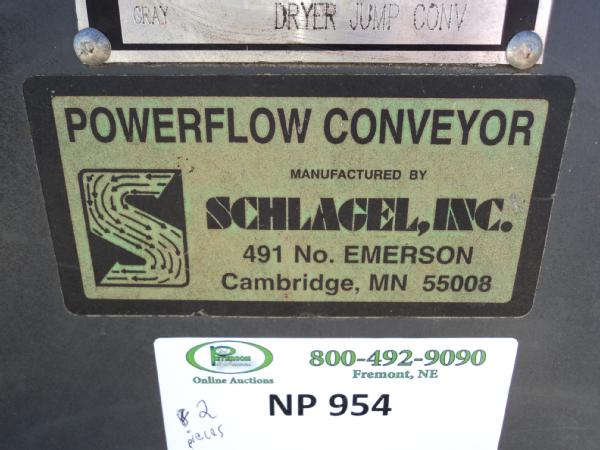 GRAY DRYER JUMP CONV
POWERFLOW CONVEYOR
MANUFACTURED BY
SCHLAGEL, INC.
491 No. EMERSON
Cambridge, MN 55008
PETERSON
Online Auctions
800-492-9090
Fremont, NE
NP 954
2
pieces